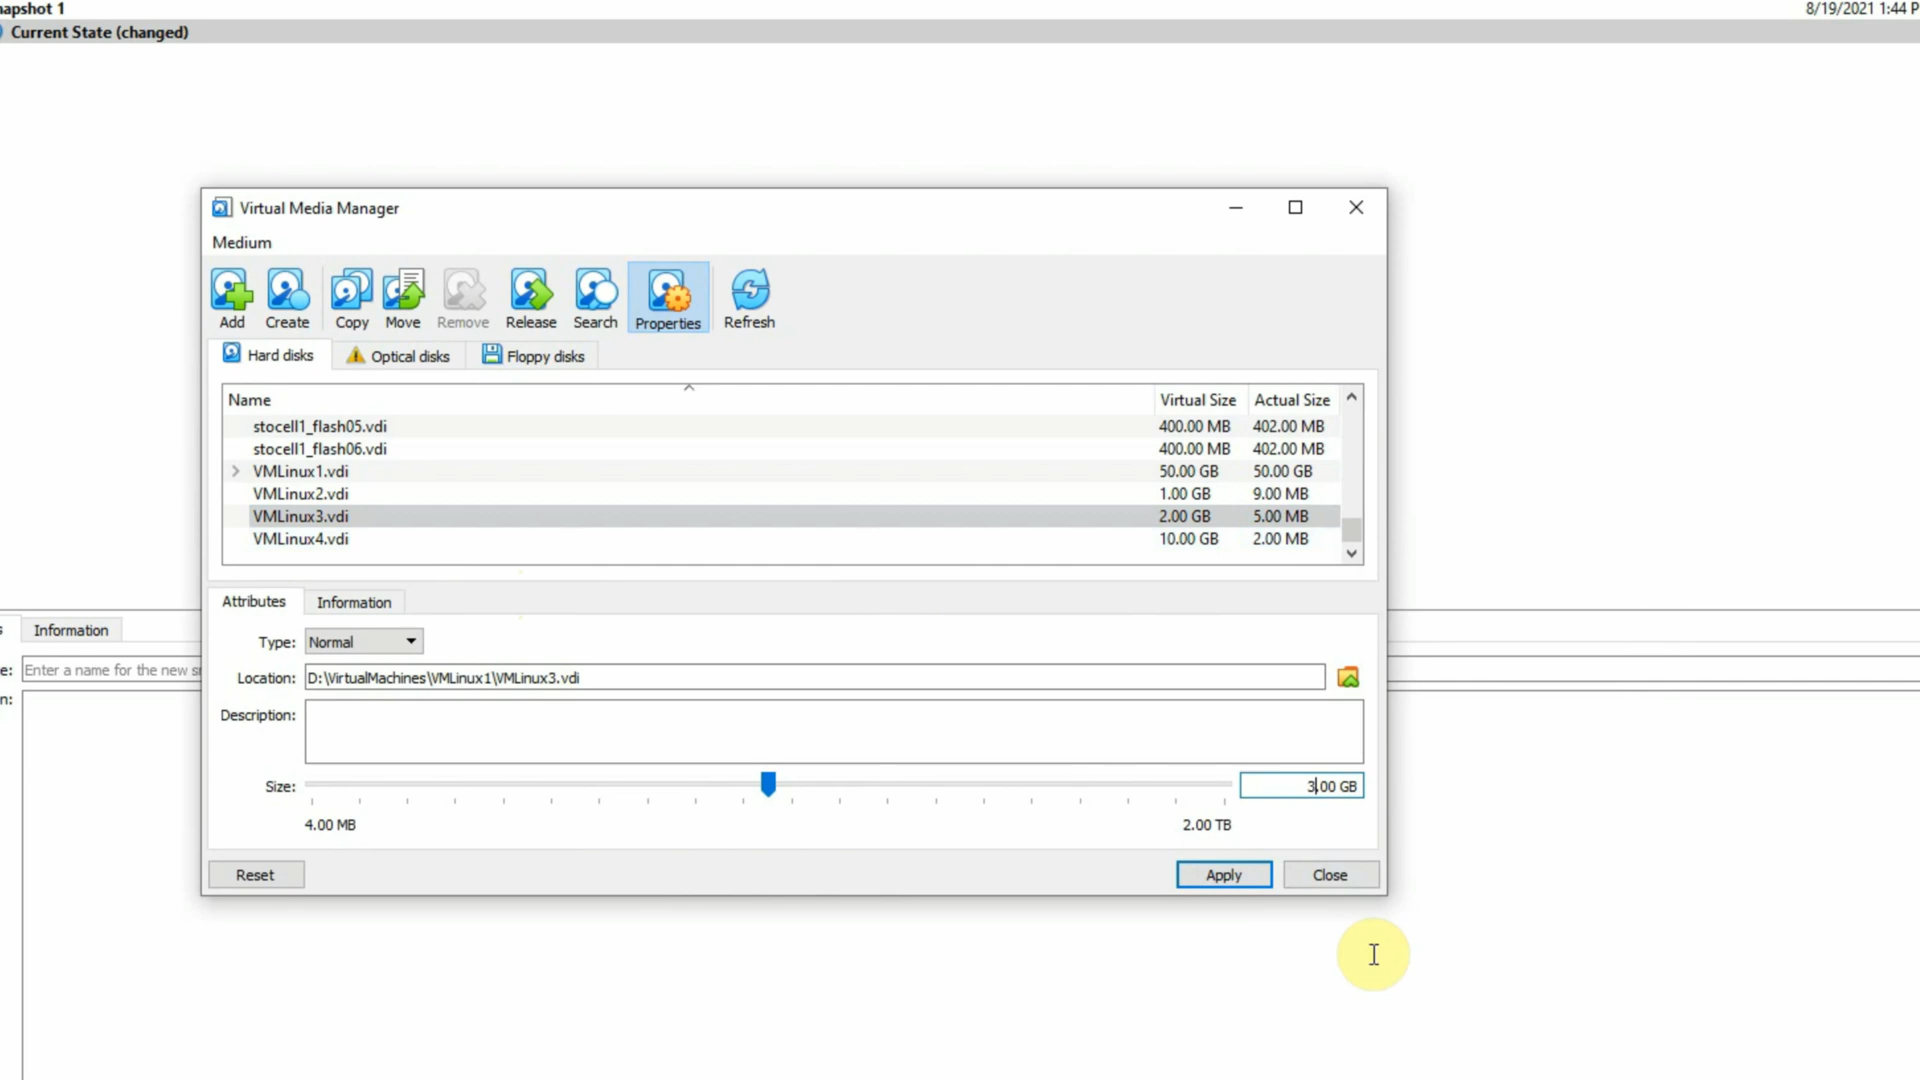 napshot 1
8/19/2021 1:44 P
Current State (changed)
Virtual Media Manager
Medium
Add Create Copy Move Remove Release Search Properties Refresh
Hard disks Optical disks Floppy disks
Name Virtual Size Actual Size
stocell1_flash05.vdi 400.00 MB 402.00 MB
stocell1_flash06.vdi 400.00 MB 402.00 MB
VMLinux1.vdi 50.00 GB 50.00 GB
VMLinux2.vdi 1.00 GB 9.00 MB
VMLinux3.vdi 2.00 GB 5.00 MB
VMLinux4.vdi 10.00 GB 2.00 MB
Attributes Information
s Information
Type: Normal
e: Enter a name for the new sn
Location: D:\VirtualMachines\VMLinux1\VMLinux3.vdi
n:
Description:
Size: 3.00 GB
4.00 MB 2.00 TB
Reset Apply Close